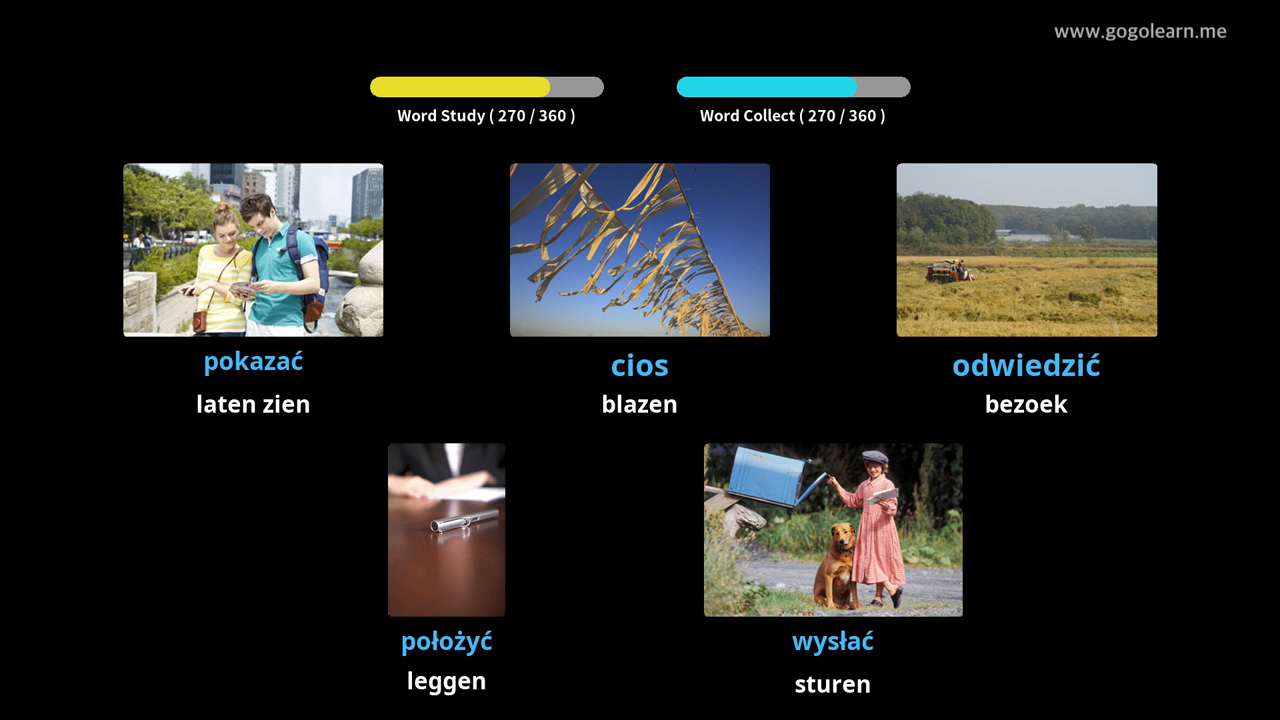 www.gogolearn.me
Word Study ( 270 / 360 )
Word Collect ( 270 / 360 )
pokazać
laten zien
cios
blazen
odwiedzić
bezoek
położyć
leggen
wysłać
sturen